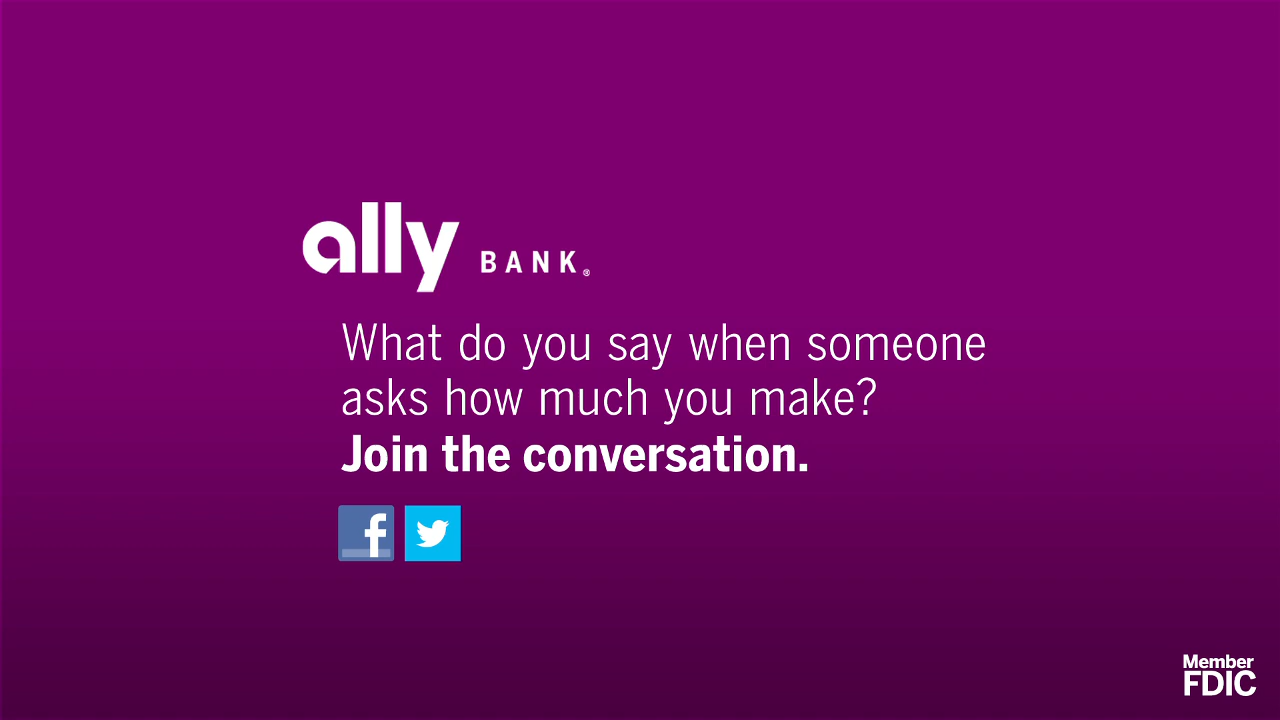 ally BANK®
What do you say when someone
asks how much you make?
Join the conversation.
f
Member
FDIC